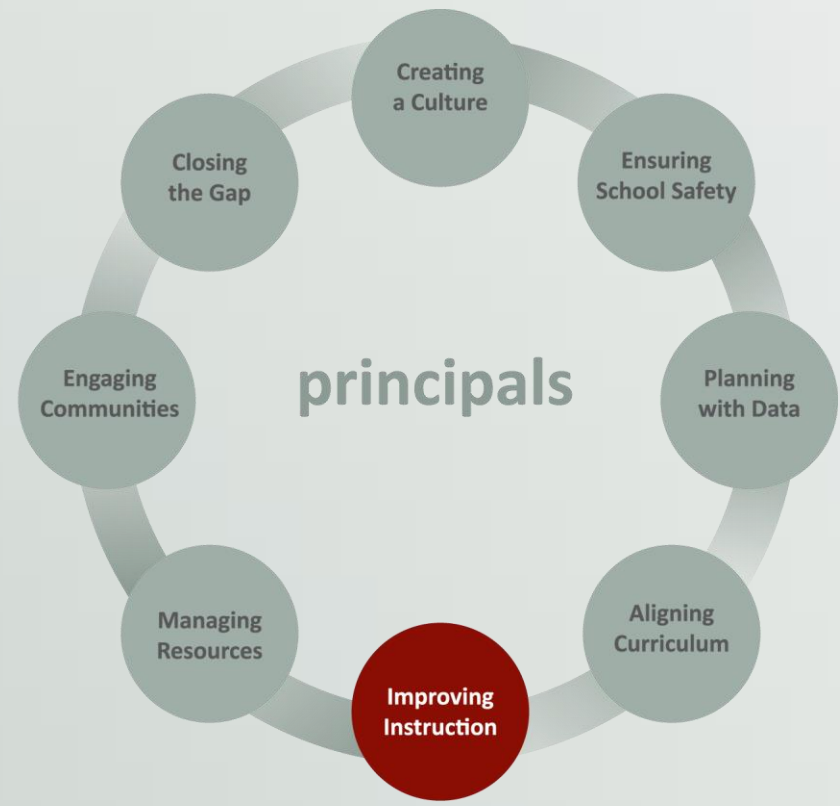 Creating
a Culture
Ensuring
School Safety
Planning
with Data
Aligning
Curriculum
Improving
Instruction
Managing
Resources
Engaging
Communities
Closing
the Gap
principals